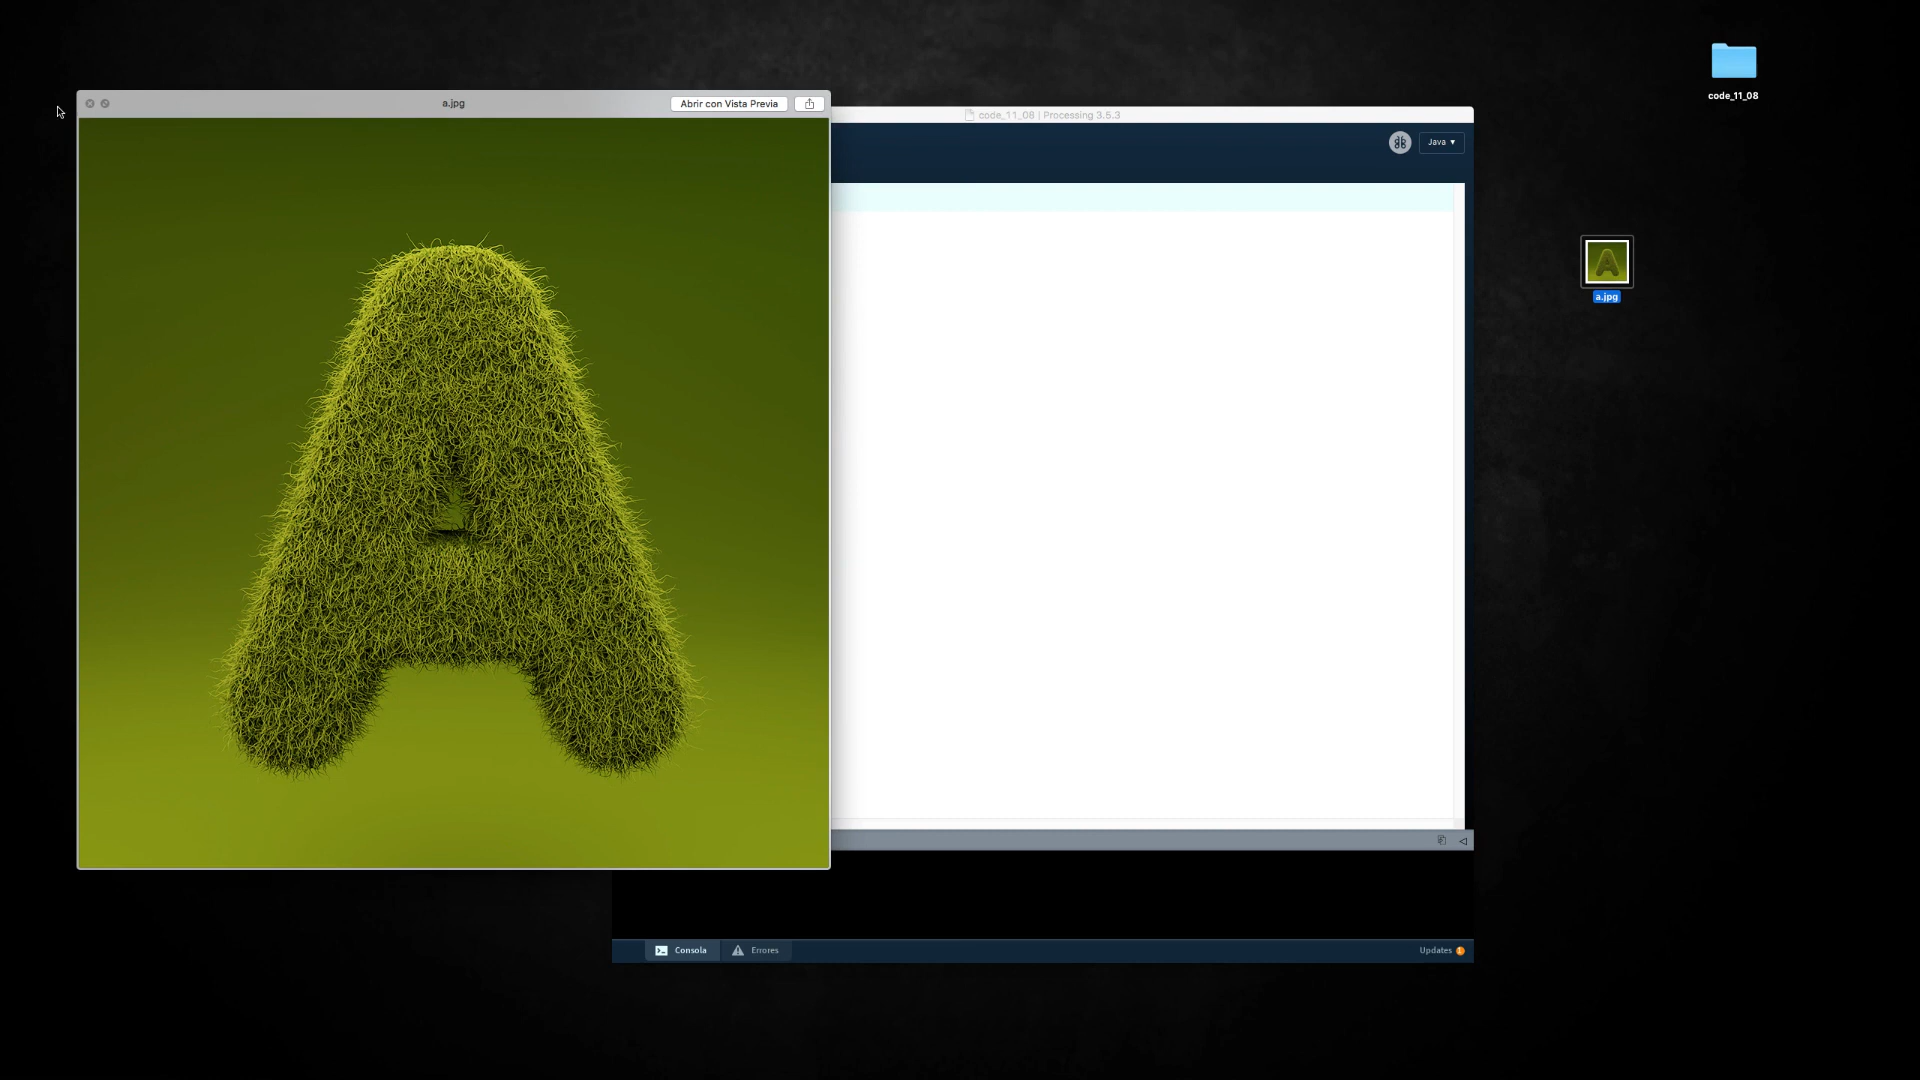 code_11_08
a.jpg
Abrir con Vista Previa
code_11_08 | Processing 3.5.3
Java ▾
A
a.jpg
Consola
Errores
Updates